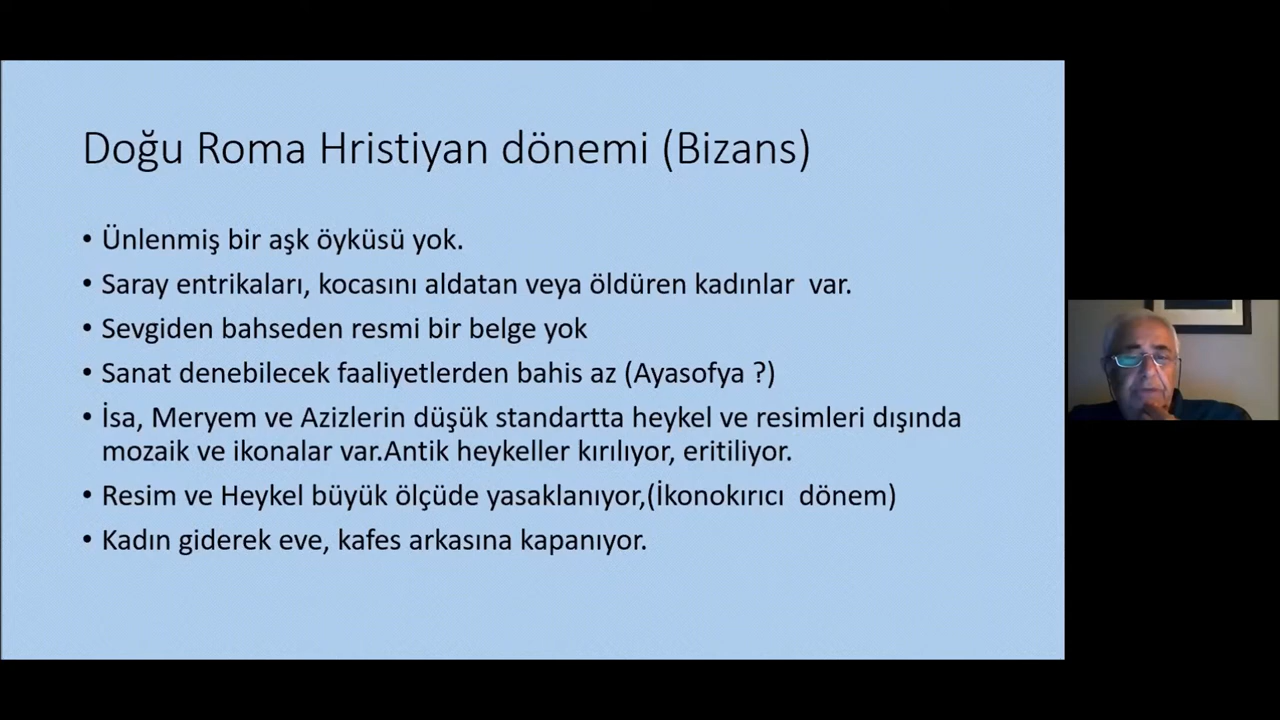 Doğu Roma Hristiyan dönemi (Bizans)
• Ünlenmiş bir aşk öyküsü yok.
• Saray entrikaları, kocasını aldatan veya öldüren kadınlar  var.
• Sevgiden bahseden resmi bir belge yok
• Sanat denebilecek faaliyetlerden bahis az (Ayasofya ?)
• İsa, Meryem ve Azizlerin düşük standartta heykel ve resimleri dışında
mozaik ve ikonalar var.Antik heykeller kırılıyor, eritiliyor.
• Resim ve Heykel büyük ölçüde yasaklanıyor,(İkonokırıcı  dönem)
• Kadın giderek eve, kafes arkasına kapanıyor.